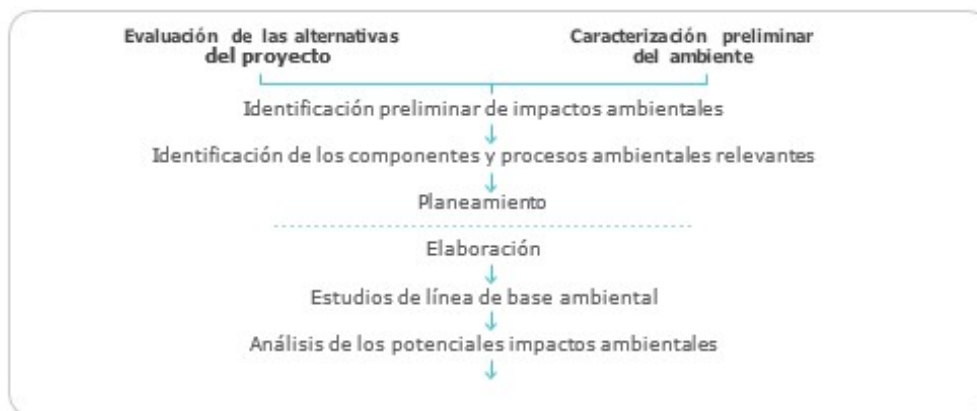 Evaluación de las alternativas
del proyecto
Caracterización preliminar
del ambiente
Identificación preliminar de impactos ambientales
Identificación de los componentes y procesos ambientales relevantes
Planeamiento
Elaboración
Estudios de línea de base ambiental
Análisis de los potenciales impactos ambientales